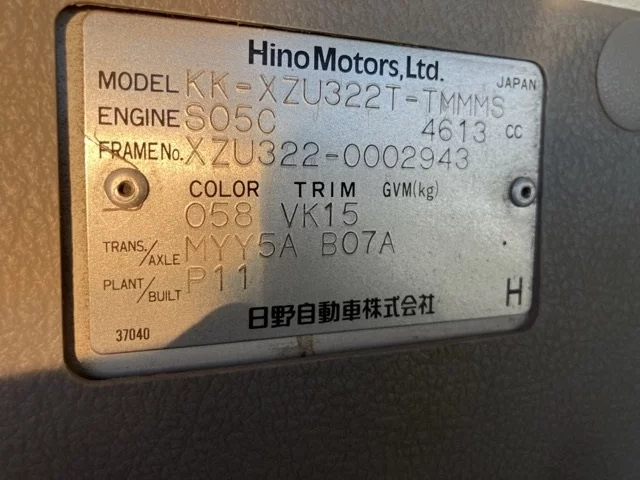 Hino Motors, Ltd.
MODEL KK-XZU322T-TMMMS JAPAN
ENGINE S05C 4613 CC
FRAME No. XZU322-0002943
COLOR TRIM GVM(kg)
058 VK15
TRANS./AXLE MYY5A B07A
PLANT/BUILT P11
日野自動車株式会社 H
37040